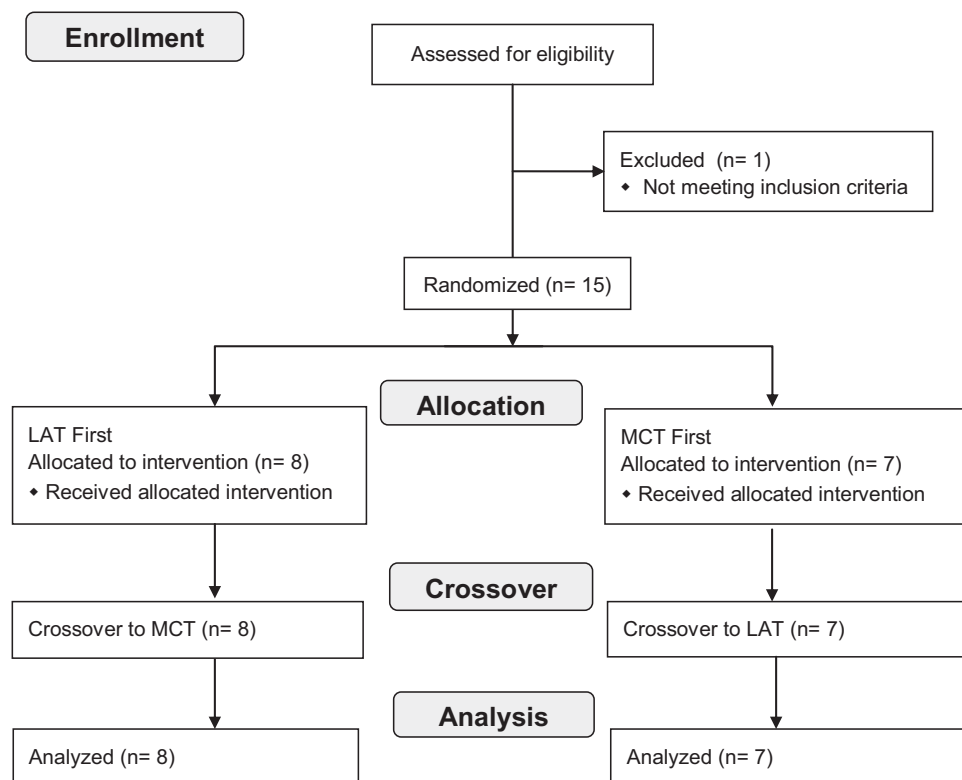 Enrollment
Assessed for eligibility
Excluded (n= 1)
◆ Not meeting inclusion criteria
Randomized (n= 15)
Allocation
LAT First
Allocated to intervention (n= 8)
◆ Received allocated intervention
MCT First
Allocated to intervention (n= 7)
◆ Received allocated intervention
Crossover
Crossover to MCT (n= 8)
Crossover to LAT (n= 7)
Analysis
Analyzed (n= 8)
Analyzed (n= 7)